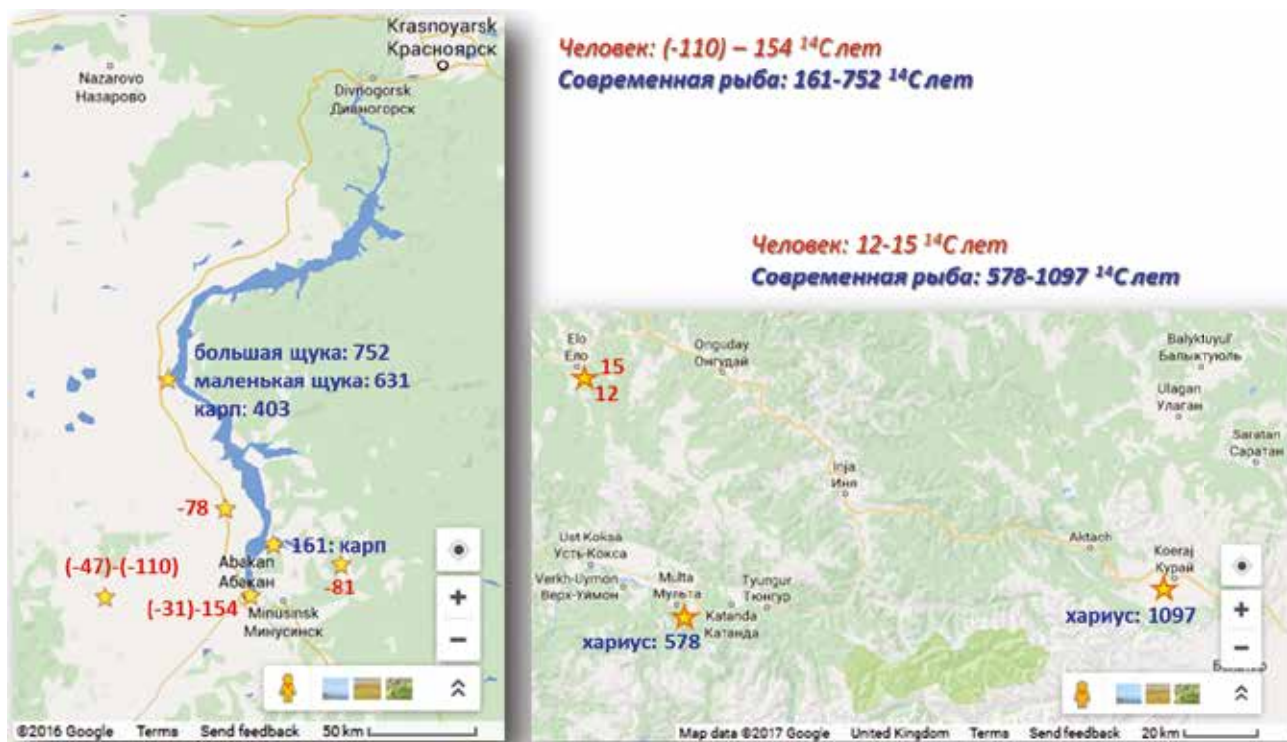 Krasnoyarsk
Красноярск
Nazarovo
Назарово
Divnogorsk
Дивногорск
большая щука: 752
маленькая щука: 631
карп: 403
-78
161: карп
(-47)-(-110)
Abakan
Абакан
-81
(-31)-154
Minusinsk
Минусинск
©2016 Google Terms Send feedback 50 km
Человек: (-110) – 154 ¹⁴С лет
Современная рыба: 161-752 ¹⁴С лет
Человек: 12-15 ¹⁴С лет
Современная рыба: 578-1097 ¹⁴С лет
Elo
Ело
15
12
Onguday
Онгудай
Balyktuyul'
Балыктуюль
Ulagan
Улаган
Saratan
Саратан
Inja
Иня
Ust Koksa
Усть-Кокса
Verkh-Uymon
Верх-Уймон
Multa
Мульта
Tyungur
Тюнгур
Katanda
Катанда
хариус: 578
Aktach
Koeraj
Курай
хариус: 1097
Map data ©2017 Google United Kingdom Terms Send feedback 20 km